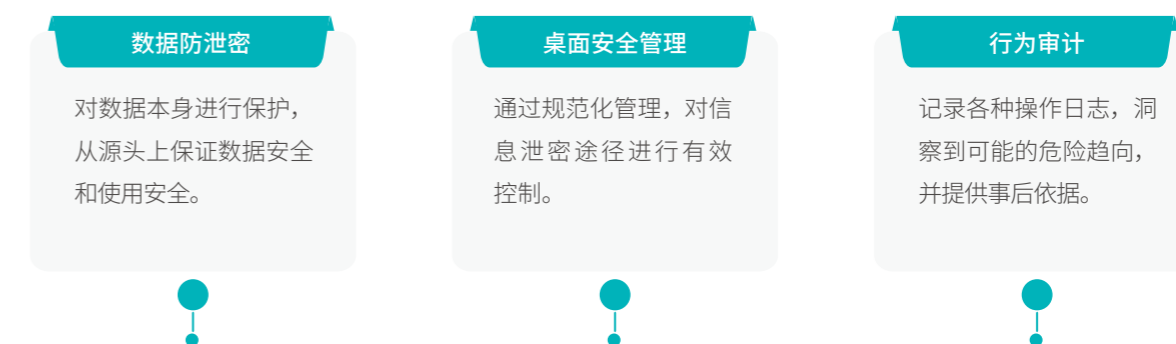 数据防泄密
对数据本身进行保护，
从源头上保证数据安全
和使用安全。
桌面安全管理
通过规范化管理，对信
息泄密途径进行有效
控制。
行为审计
记录各种操作日志，洞
察到可能的危险趋向，
并提供事后依据。